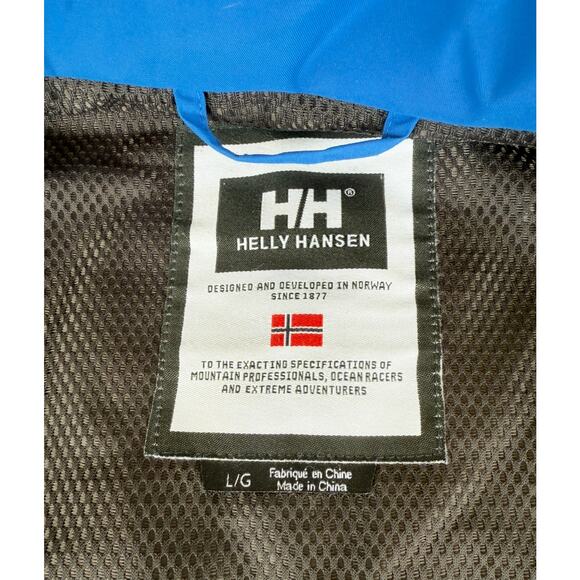 HH®
HELLY HANSEN
DESIGNED AND DEVELOPED IN NORWAY
SINCE 1877
TO THE EXACTING SPECIFICATIONS OF
MOUNTAIN PROFESSIONALS, OCEAN RACERS
AND EXTREME ADVENTURERS
L/G
Fabriqué en Chine
Made in China